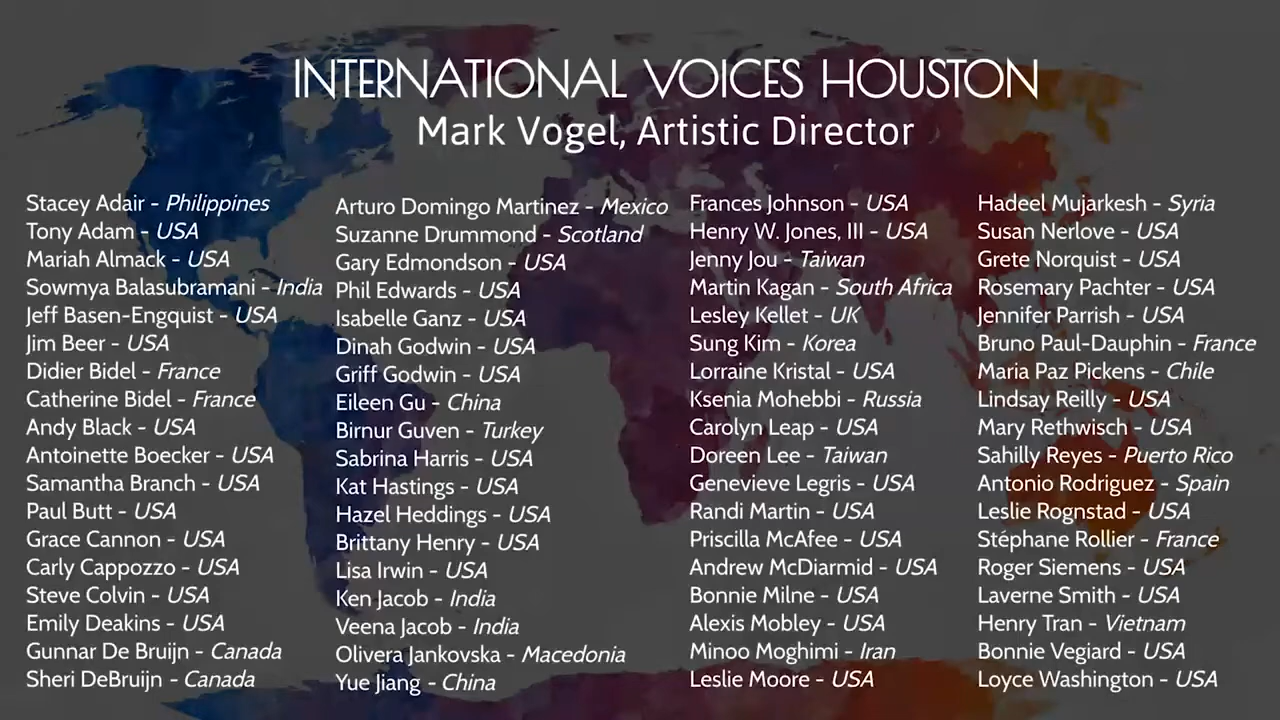 INTERNATIONAL VOICES HOUSTON
Mark Vogel, Artistic Director
Stacey Adair - Philippines
Tony Adam - USA
Mariah Almack - USA
Sowmya Balasubramani - India
Jeff Basen-Engquist - USA
Jim Beer - USA
Didier Bidel - France
Catherine Bidel - France
Andy Black - USA
Antoinette Boecker - USA
Samantha Branch - USA
Paul Butt - USA
Grace Cannon - USA
Carly Cappozzo - USA
Steve Colvin - USA
Emily Deakins - USA
Gunnar De Bruijn - Canada
Sheri DeBruijn - Canada
Arturo Domingo Martinez - Mexico
Suzanne Drummond - Scotland
Gary Edmondson - USA
Phil Edwards - USA
Isabelle Ganz - USA
Dinah Godwin - USA
Griff Godwin - USA
Eileen Gu - China
Birnur Guven - Turkey
Sabrina Harris - USA
Kat Hastings - USA
Hazel Heddings - USA
Brittany Henry - USA
Lisa Irwin - USA
Ken Jacob - India
Veena Jacob - India
Olivera Jankovska - Macedonia
Yue Jiang - China
Frances Johnson - USA
Henry W. Jones, III - USA
Jenny Jou - Taiwan
Martin Kagan - South Africa
Lesley Kellet - UK
Sung Kim - Korea
Lorraine Kristal - USA
Ksenia Mohebbi - Russia
Carolyn Leap - USA
Doreen Lee - Taiwan
Genevieve Legris - USA
Randi Martin - USA
Priscilla McAfee - USA
Andrew McDiarmid - USA
Bonnie Milne - USA
Alexis Mobley - USA
Minoo Moghimi - Iran
Leslie Moore - USA
Hadeel Mujarkesh - Syria
Susan Nerlove - USA
Grete Norquist - USA
Rosemary Pachter - USA
Jennifer Parrish - USA
Bruno Paul-Dauphin - France
Maria Paz Pickens - Chile
Lindsay Reilly - USA
Mary Rethwisch - USA
Sahilly Reyes - Puerto Rico
Antonio Rodriguez - Spain
Leslie Rognstad - USA
Stéphane Rollier - France
Roger Siemens - USA
Laverne Smith - USA
Henry Tran - Vietnam
Bonnie Vegiard - USA
Loyce Washington - USA